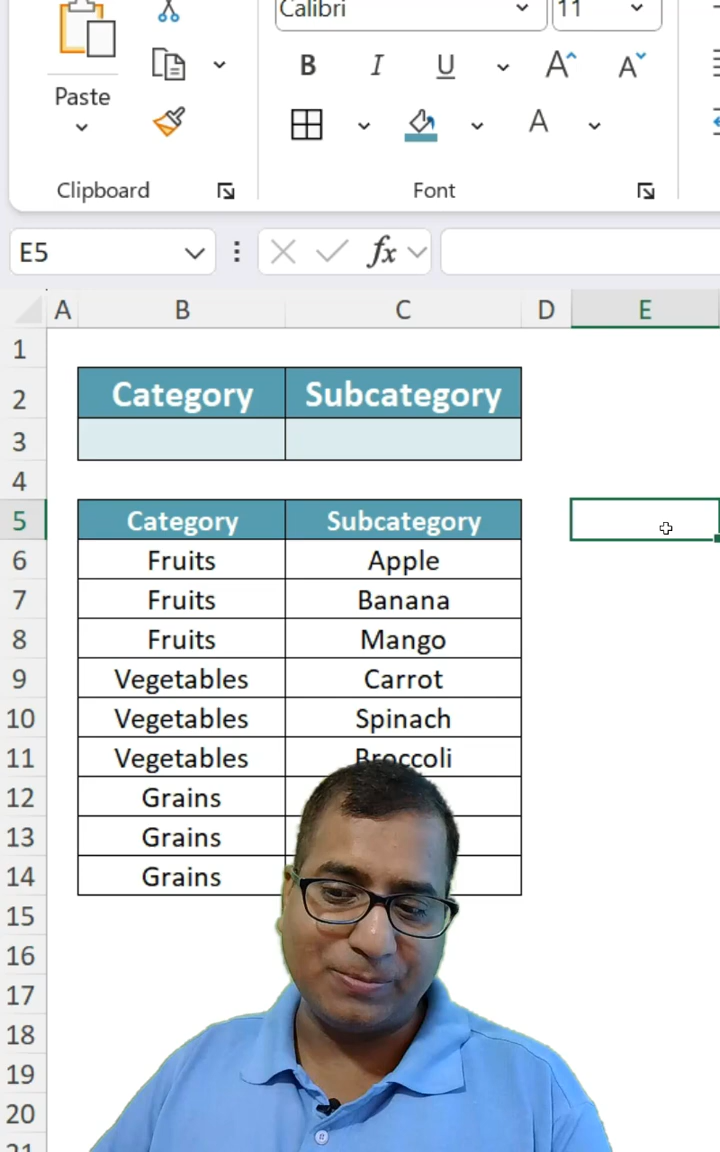 Calibri 11
B I U A A
Paste
A
Clipboard Font
E5 fx
A B C D E
1
2 Category Subcategory
3
4
5 Category Subcategory
6 Fruits Apple
7 Fruits Banana
8 Fruits Mango
9 Vegetables Carrot
10 Vegetables Spinach
11 Vegetables Broccoli
12 Grains
13 Grains
14 Grains
15
16
17
18
19
20
21